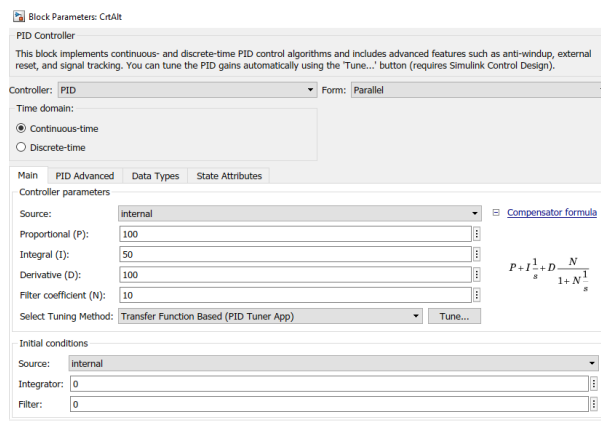 Block Parameters: CrtAlt
PID Controller
This block implements continuous- and discrete-time PID control algorithms and includes advanced features such as anti-windup, external
reset, and signal tracking. You can tune the PID gains automatically using the 'Tune...' button (requires Simulink Control Design).
Controller: PID Form: Parallel
Time domain:
Continuous-time
Discrete-time
Main PID Advanced Data Types State Attributes
Controller parameters
Source: internal Compensator formula
Proportional (P): 100
Integral (I): 50
Derivative (D): 100
Filter coefficient (N): 10
P + I 1/s + D N/(1 + N 1/s)
Select Tuning Method: Transfer Function Based (PID Tuner App) Tune...
Initial conditions
Source: internal
Integrator: 0
Filter: 0